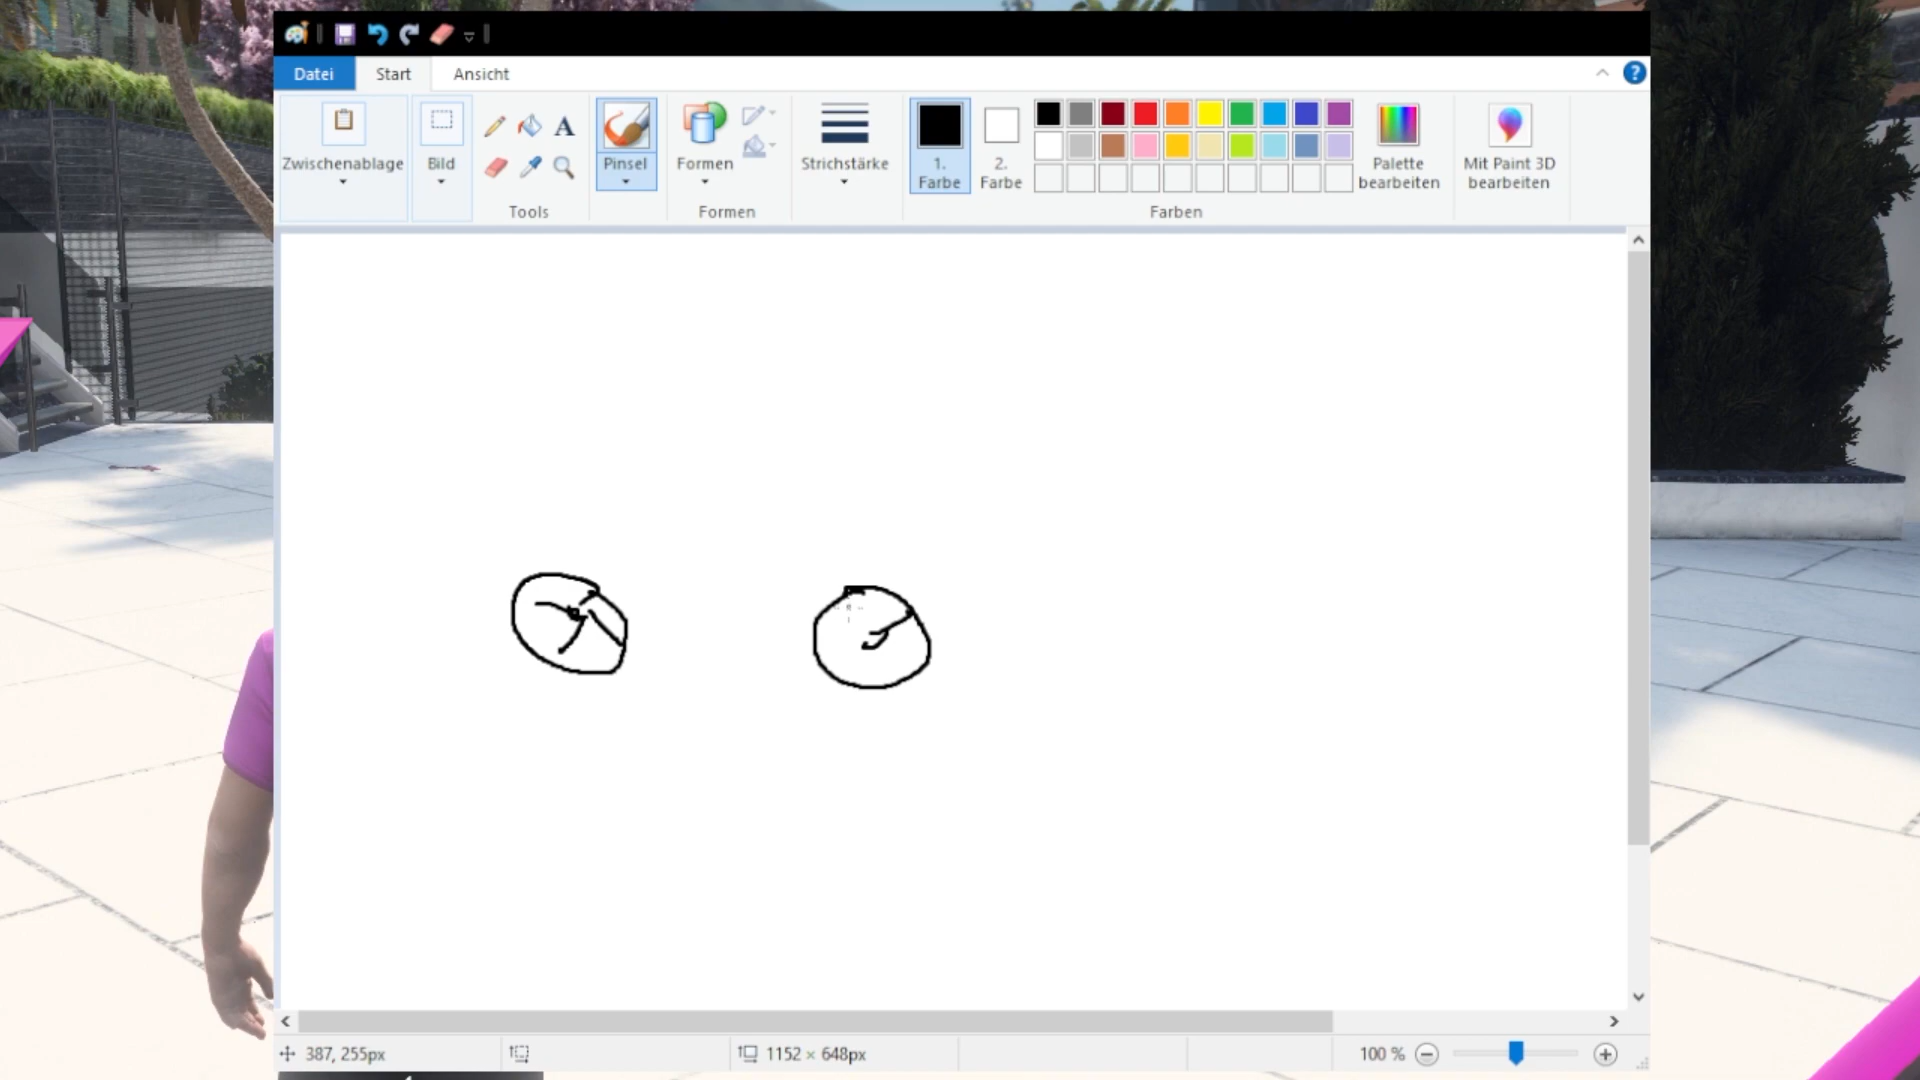 Datei Start Ansicht
Zwischenablage Bild Pinsel Formen Strichstärke 1. Farbe 2. Farbe Palette bearbeiten Mit Paint 3D bearbeiten
Tools Formen Farben
387, 255px 1152 × 648px 100 %